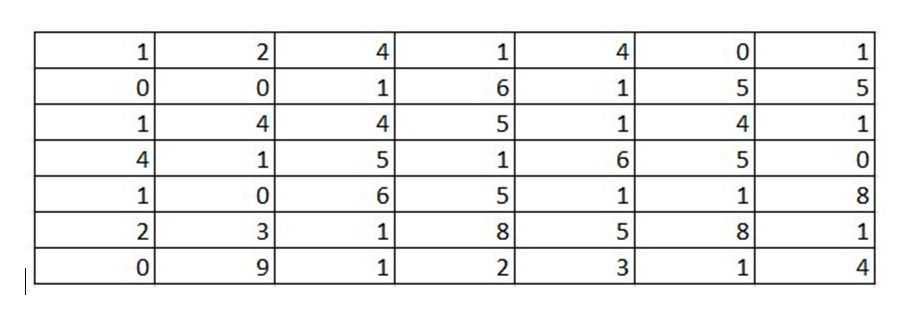 1 2 4 1 4 0 1
0 0 1 6 1 5 5
1 4 4 5 1 4 1
4 1 5 1 6 5 0
1 0 6 5 1 1 8
2 3 1 8 5 8 1
0 9 1 2 3 1 4